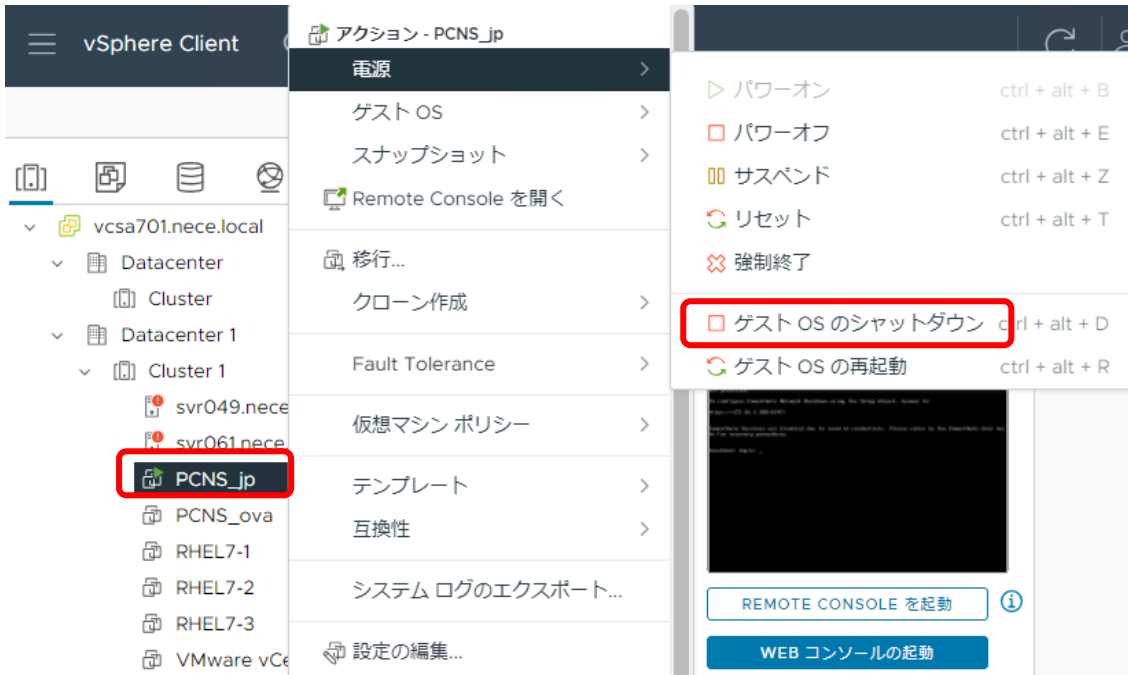 vSphere Client
vcsa701.nece.local
Datacenter
Cluster
Datacenter 1
Cluster 1
svr049.nece
svr061.nece.
PCNS_jp
PCNS_ova
RHEL7-1
RHEL7-2
RHEL7-3
VMware vCe
アクション - PCNS_jp
電源
ゲスト OS
スナップショット
Remote Console を開く
移行...
クローン作成
Fault Tolerance
仮想マシン ポリシー
テンプレート
互換性
システム ログのエクスポート...
設定の編集...
パワーオン ctrl + alt + B
パワーオフ ctrl + alt + E
サスペンド ctrl + alt + Z
リセット ctrl + alt + T
強制終了
ゲスト OS のシャットダウン ctrl + alt + D
ゲスト OS の再起動 ctrl + alt + R
REMOTE CONSOLE を起動
WEB コンソールの起動